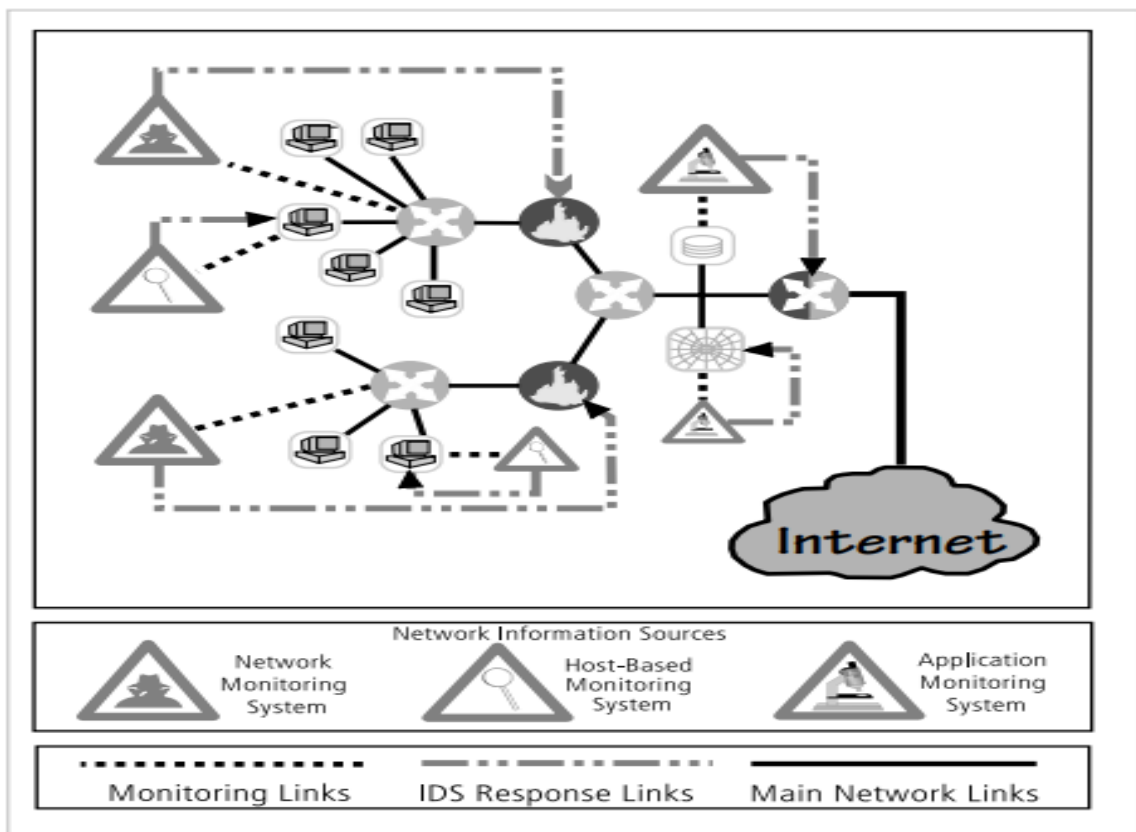 Internet
Network Information Sources
Network
Monitoring
System
Host-Based
Monitoring
System
Application
Monitoring
System
Monitoring Links
IDS Response Links
Main Network Links